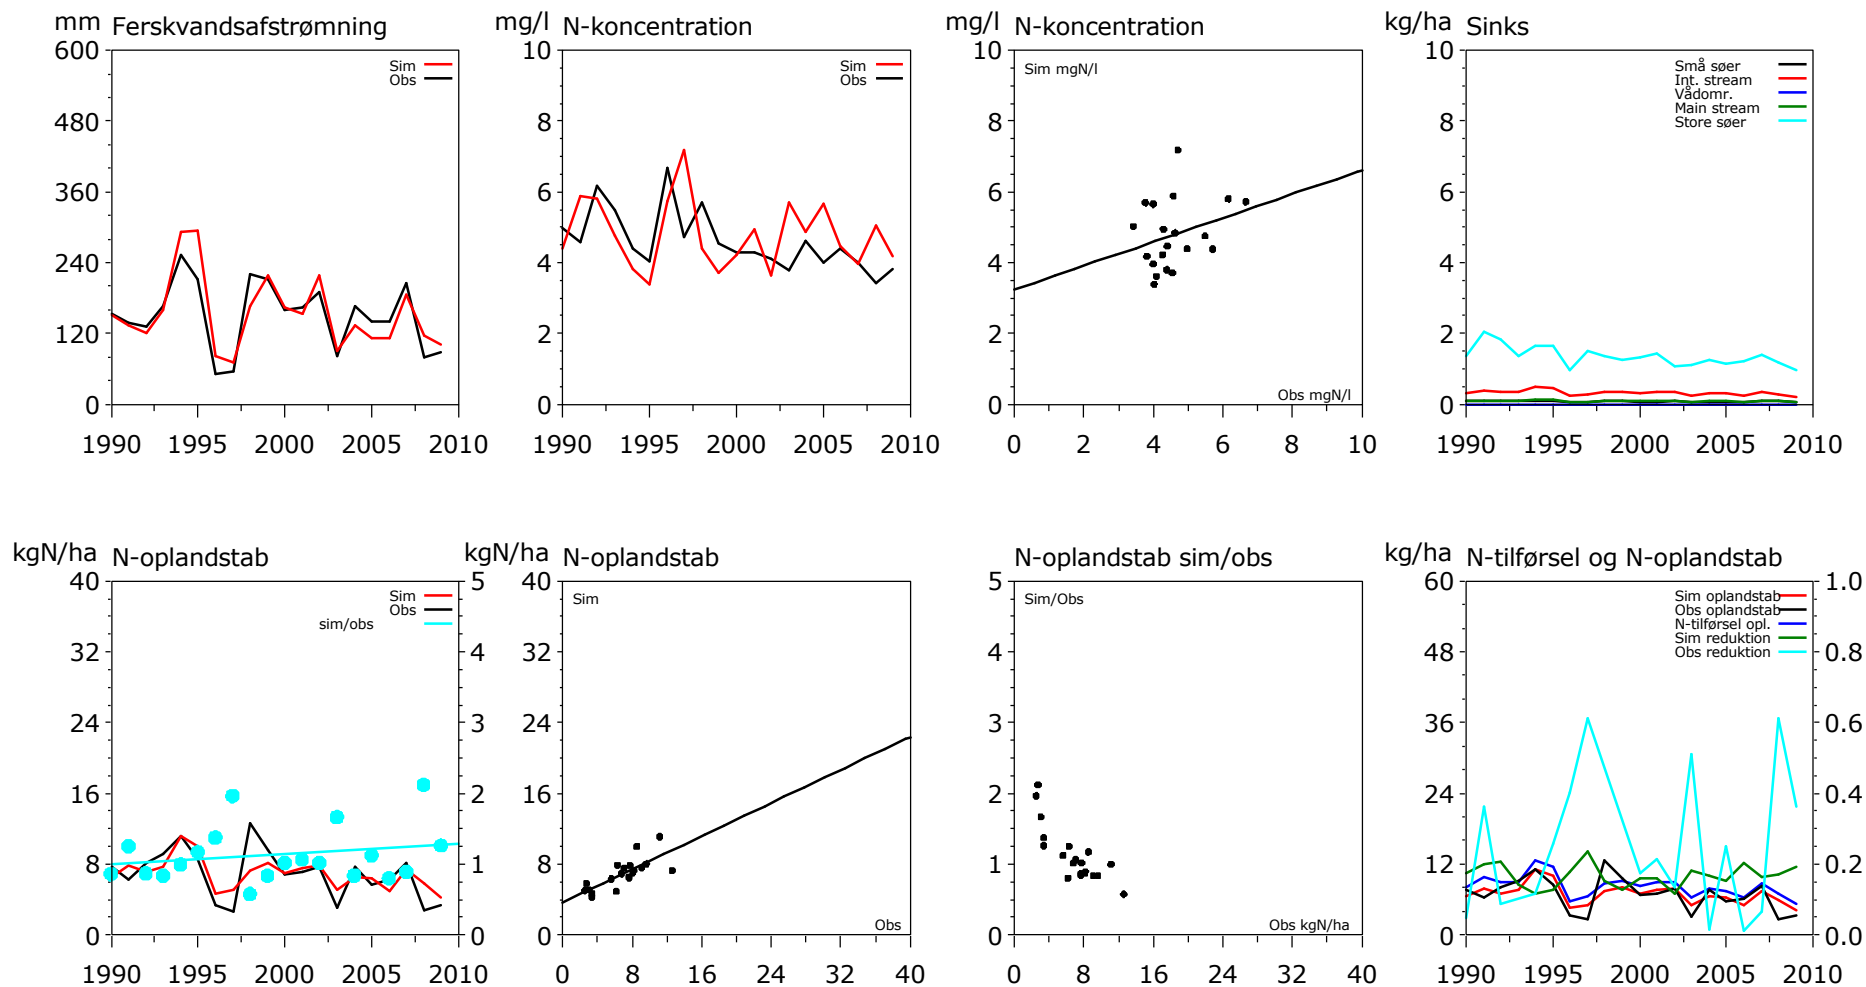 mm Ferskvandsafstrømning
600
480
360
240
120
0
Sim
Obs
1990 1995 2000 2005 2010
mg/l N-koncentration
10
8
6
4
2
0
Sim
Obs
1990 1995 2000 2005 2010
mg/l N-koncentration
10
8
6
4
2
0
Sim mgN/l
Obs mgN/l
0 2 4 6 8 10
kg/ha Sinks
10
8
6
4
2
0
Små søer
Int. stream
Vådomr.
Main stream
Store søer
1990 1995 2000 2005 2010
kgN/ha N-oplandstab
40
32
24
16
8
0
Sim
Obs
sim/obs
5
4
3
2
1
0
1990 1995 2000 2005 2010
kgN/ha N-oplandstab
40
32
24
16
8
0
Sim
Obs
0 8 16 24 32 40
N-oplandstab sim/obs
5
4
3
2
1
0
Sim/Obs
Obs kgN/ha
0 8 16 24 32 40
kg/ha N-tilførsel og N-oplandstab
60
48
36
24
12
0
Sim oplandstab
Obs oplandstab
N-tilførsel opl.
Sim reduktion
Obs reduktion
1.0
0.8
0.6
0.4
0.2
0.0
1990 1995 2000 2005 2010